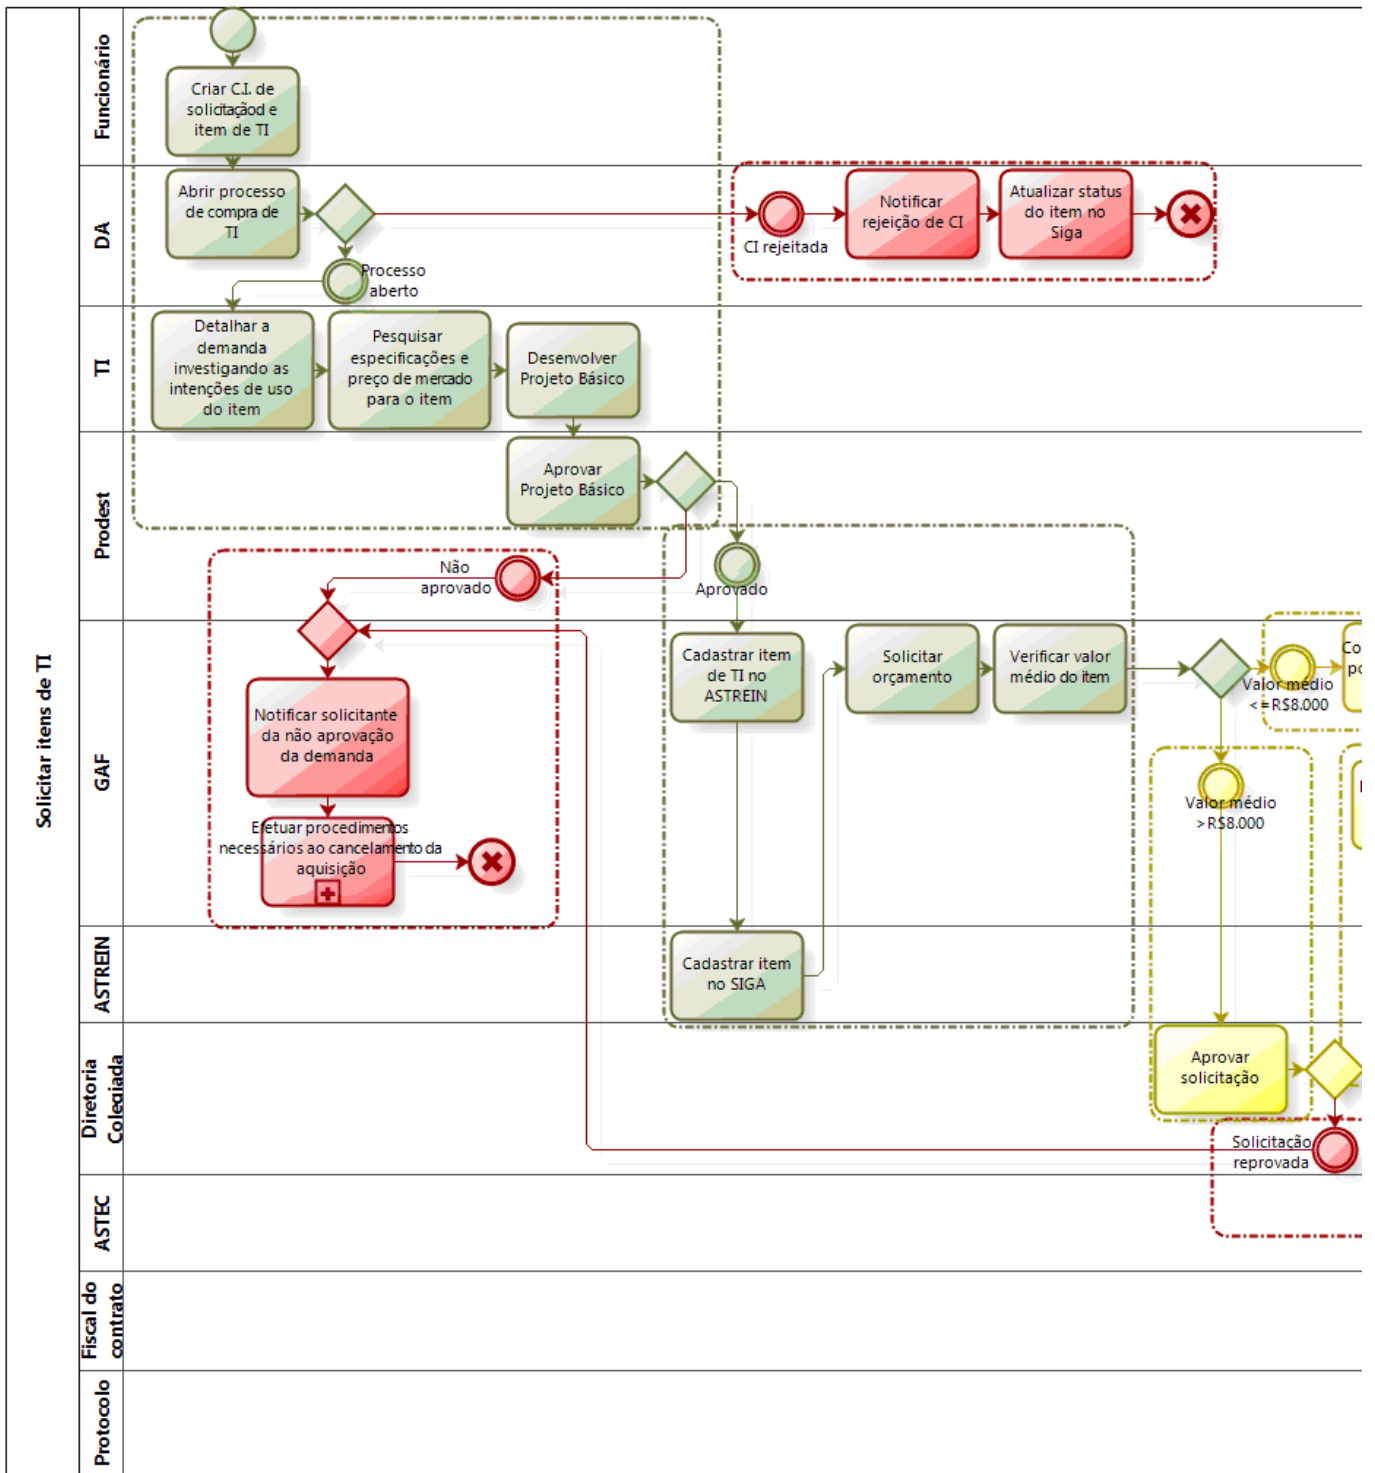 Solicitar itens de TI
Funcionário
Criar C.I. de
solicitaçãod e
item de TI
DA
Abrir processo
de compra de
TI
Processo
aberto
CI rejeitada
Notificar
rejeição de CI
Atualizar status
do item no
Siga
TI
Detalhar a
demanda
investigando as
intenções de uso
do item
Pesquisar
especificações e
preço de mercado
para o item
Desenvolver
Projeto Básico
Prodest
Aprovar
Projeto Básico
Não
aprovado
Aprovado
GAF
Notificar solicitante
da não aprovação
da demanda
Efetuar procedimentos
necessários ao cancelamento da
aquisição
Cadastrar item
de TI no
ASTREIN
Solicitar
orçamento
Verificar valor
médio do item
Valor médio
<=R$8.000
Co
po
Valor médio
>R$8.000
ASTREIN
Cadastrar item
no SIGA
Diretoria
Colegiada
Aprovar
solicitação
Solicitação
reprovada
ASTEC
Fiscal do
contrato
Protocolo